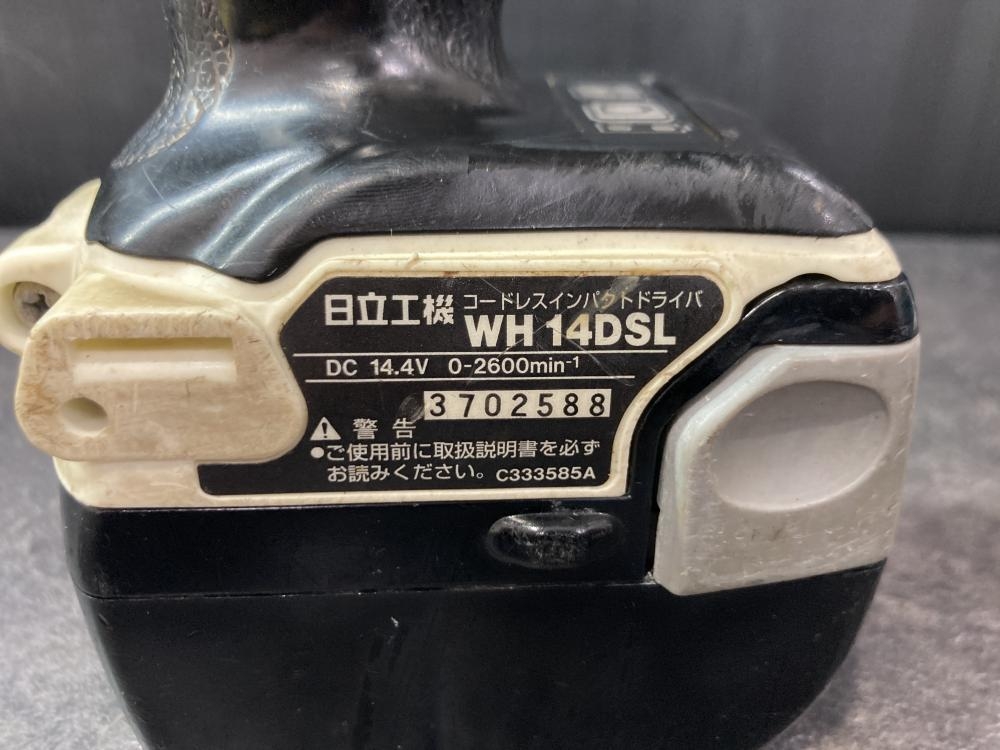 日立工機 コードレスインパクトドライバ
WH 14DSL
DC 14.4V 0-2600min-1
3702588
⚠ 警告
●ご使用前に取扱説明書を必ず
お読みください。 C333585A